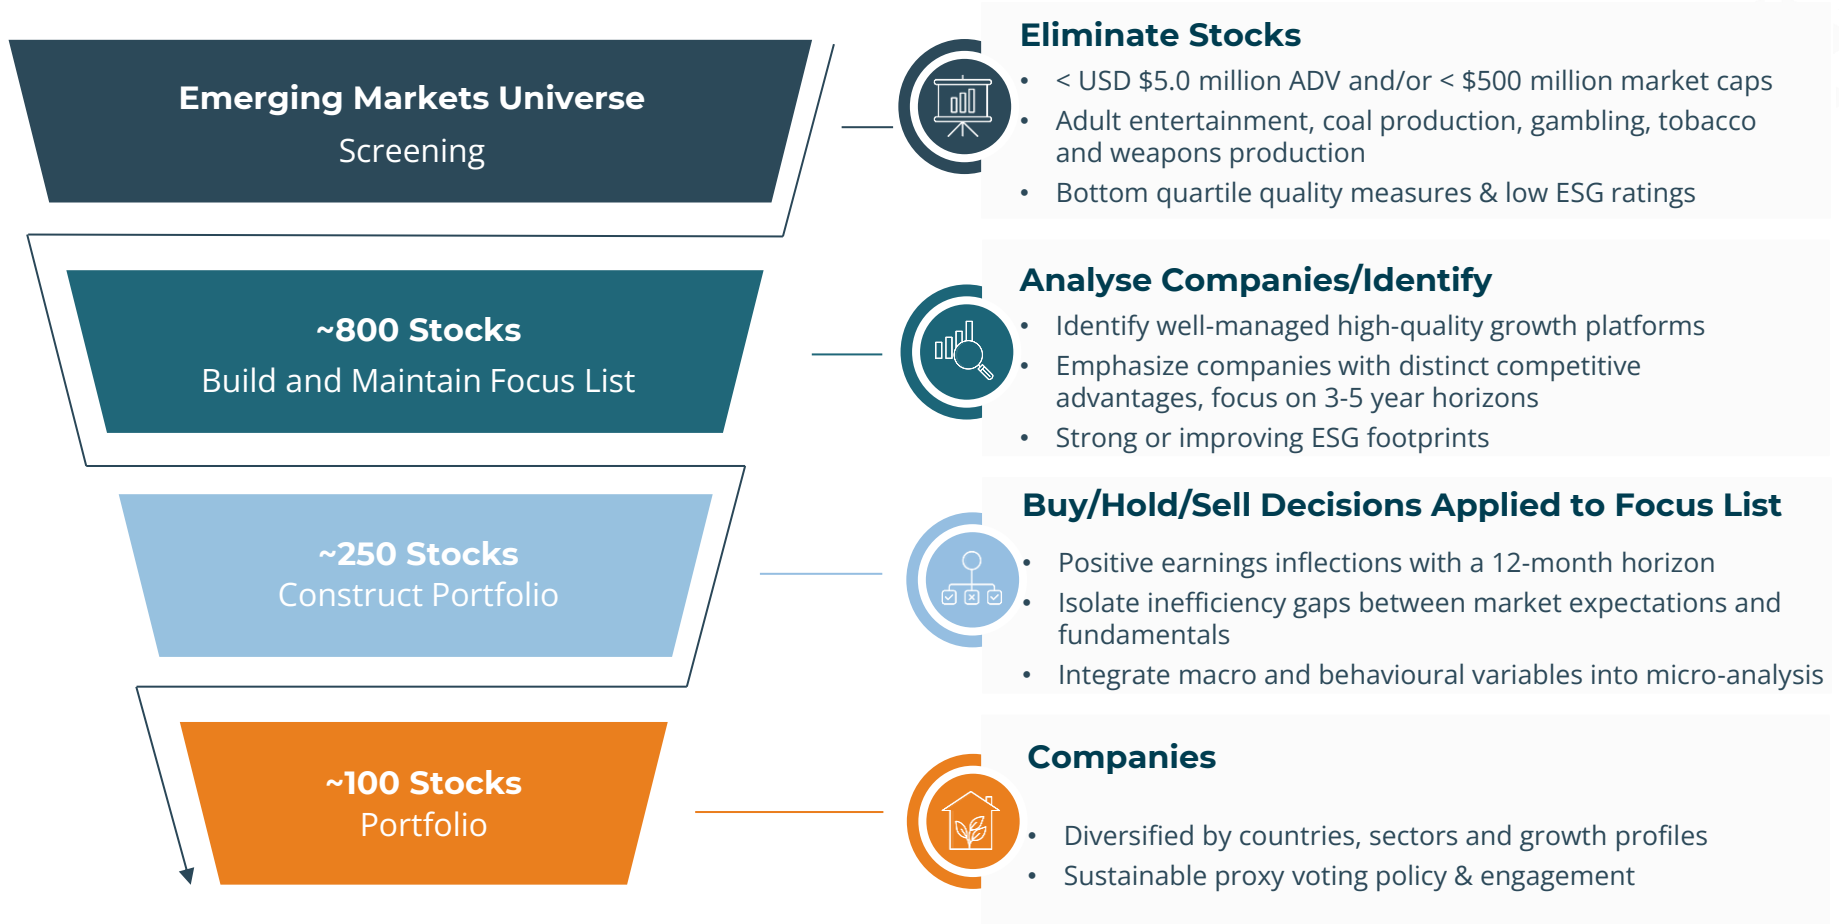 Emerging Markets Universe
Screening
Eliminate Stocks
• < USD $5.0 million ADV and/or < $500 million market caps
• Adult entertainment, coal production, gambling, tobacco
and weapons production
• Bottom quartile quality measures & low ESG ratings
~800 Stocks
Build and Maintain Focus List
Analyse Companies/Identify
• Identify well-managed high-quality growth platforms
• Emphasize companies with distinct competitive
advantages, focus on 3-5 year horizons
• Strong or improving ESG footprints
~250 Stocks
Construct Portfolio
Buy/Hold/Sell Decisions Applied to Focus List
• Positive earnings inflections with a 12-month horizon
• Isolate inefficiency gaps between market expectations and
fundamentals
• Integrate macro and behavioural variables into micro-analysis
~100 Stocks
Portfolio
Companies
• Diversified by countries, sectors and growth profiles
• Sustainable proxy voting policy & engagement